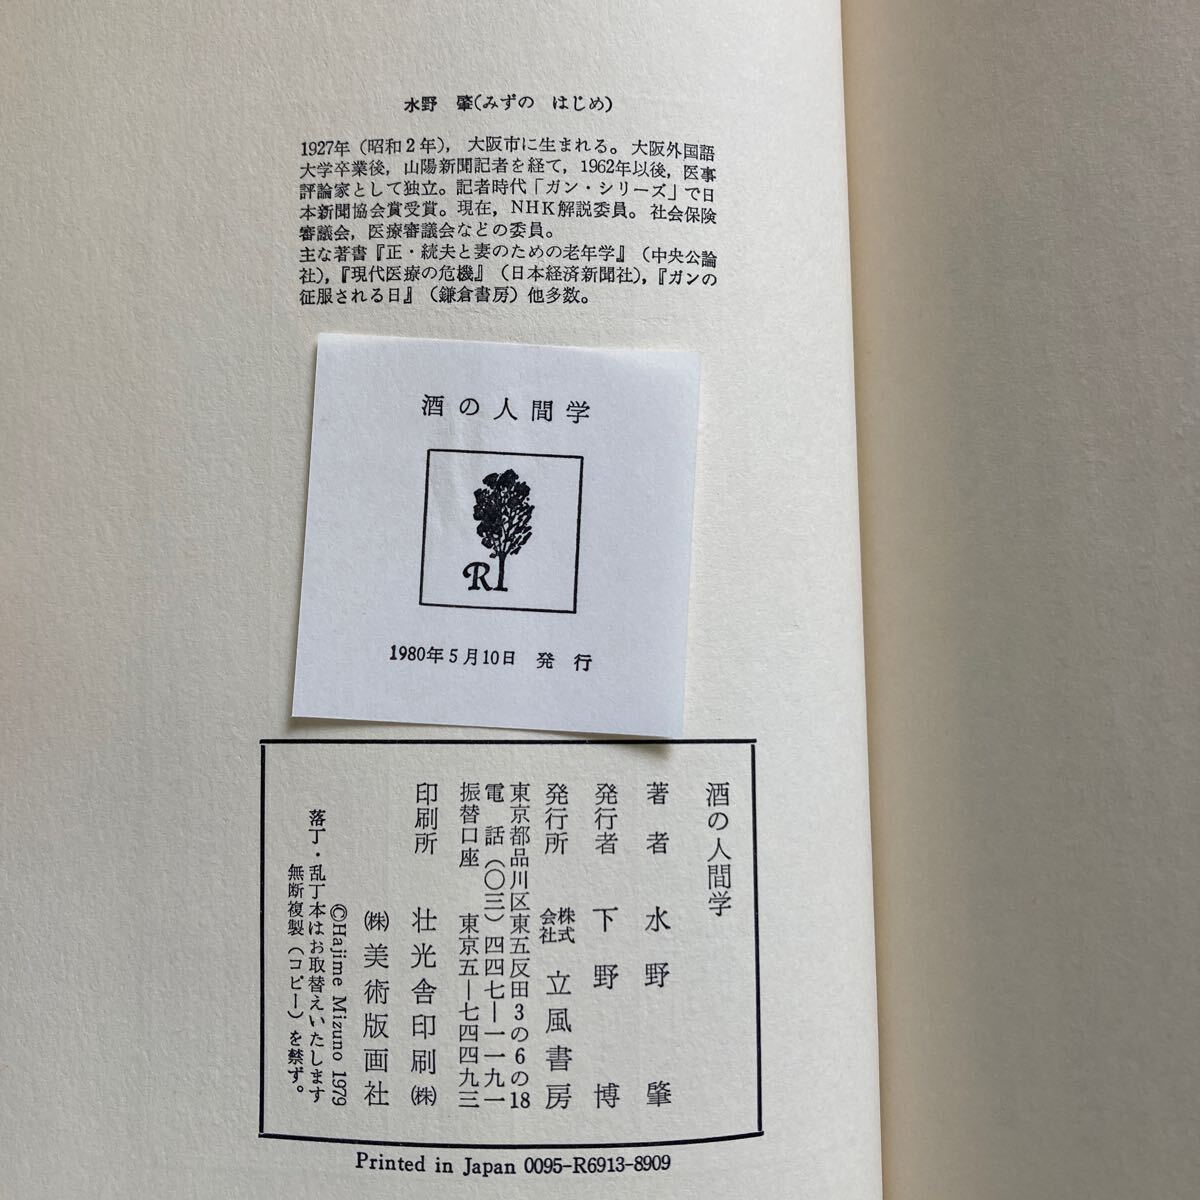 水野 肇(みずの はじめ)
1927年(昭和2年)，大阪市に生まれる。大阪外国語
大学卒業後，山陽新聞記者を経て，1962年以後，医事
評論家として独立。記者時代「ガン・シリーズ」で日
本新聞協会賞受賞。現在，NHK解説委員。社会保険
審議会，医療審議会などの委員。
主な著書『正・続夫と妻のための老年学』(中央公論
社)，『現代医療の危機』(日本経済新聞社)，『ガンの
征服される日』(鎌倉書房)他多数。
酒の人間学
R
1980年5月10日 発行
酒の人間学
著者 水野 肇
発行者 下野 博
発行所 株式会社 立風書房
東京都品川区東五反田3の6の18
電話(〇三)四四七―一一九一
振替口座 東京五―七四四九三
印刷所 壮光舎印刷㈱
㈱美術版画社
©Hajime Mizuno 1979
落丁・乱丁本はお取替えいたします
無断複製(コピー)を禁ず。
Printed in Japan 0095-R6913-8909